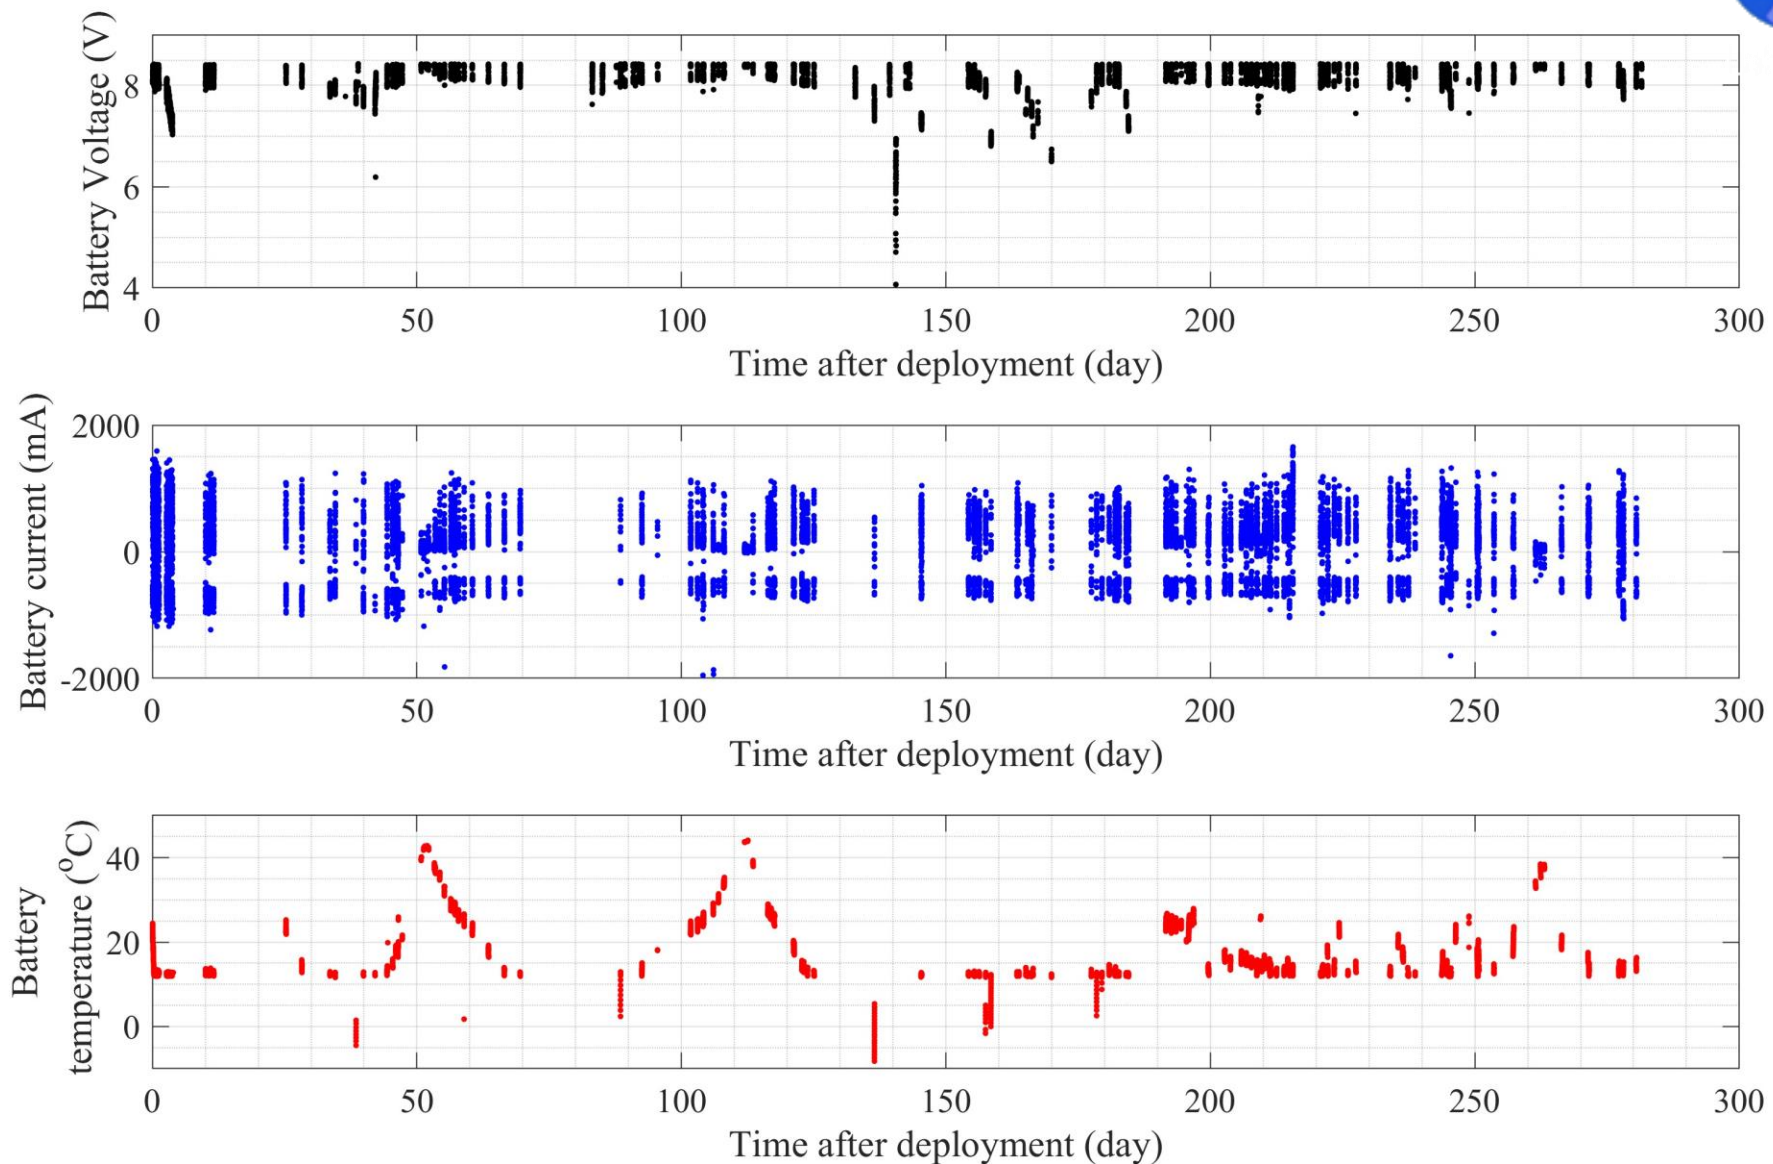 Battery Voltage (V)
8
6
4
0 50 100 150 200 250 300
Time after deployment (day)
Battery current (mA)
2000
0
-2000
0 50 100 150 200 250 300
Time after deployment (day)
Battery
temperature (°C)
40
20
0
0 50 100 150 200 250 300
Time after deployment (day)